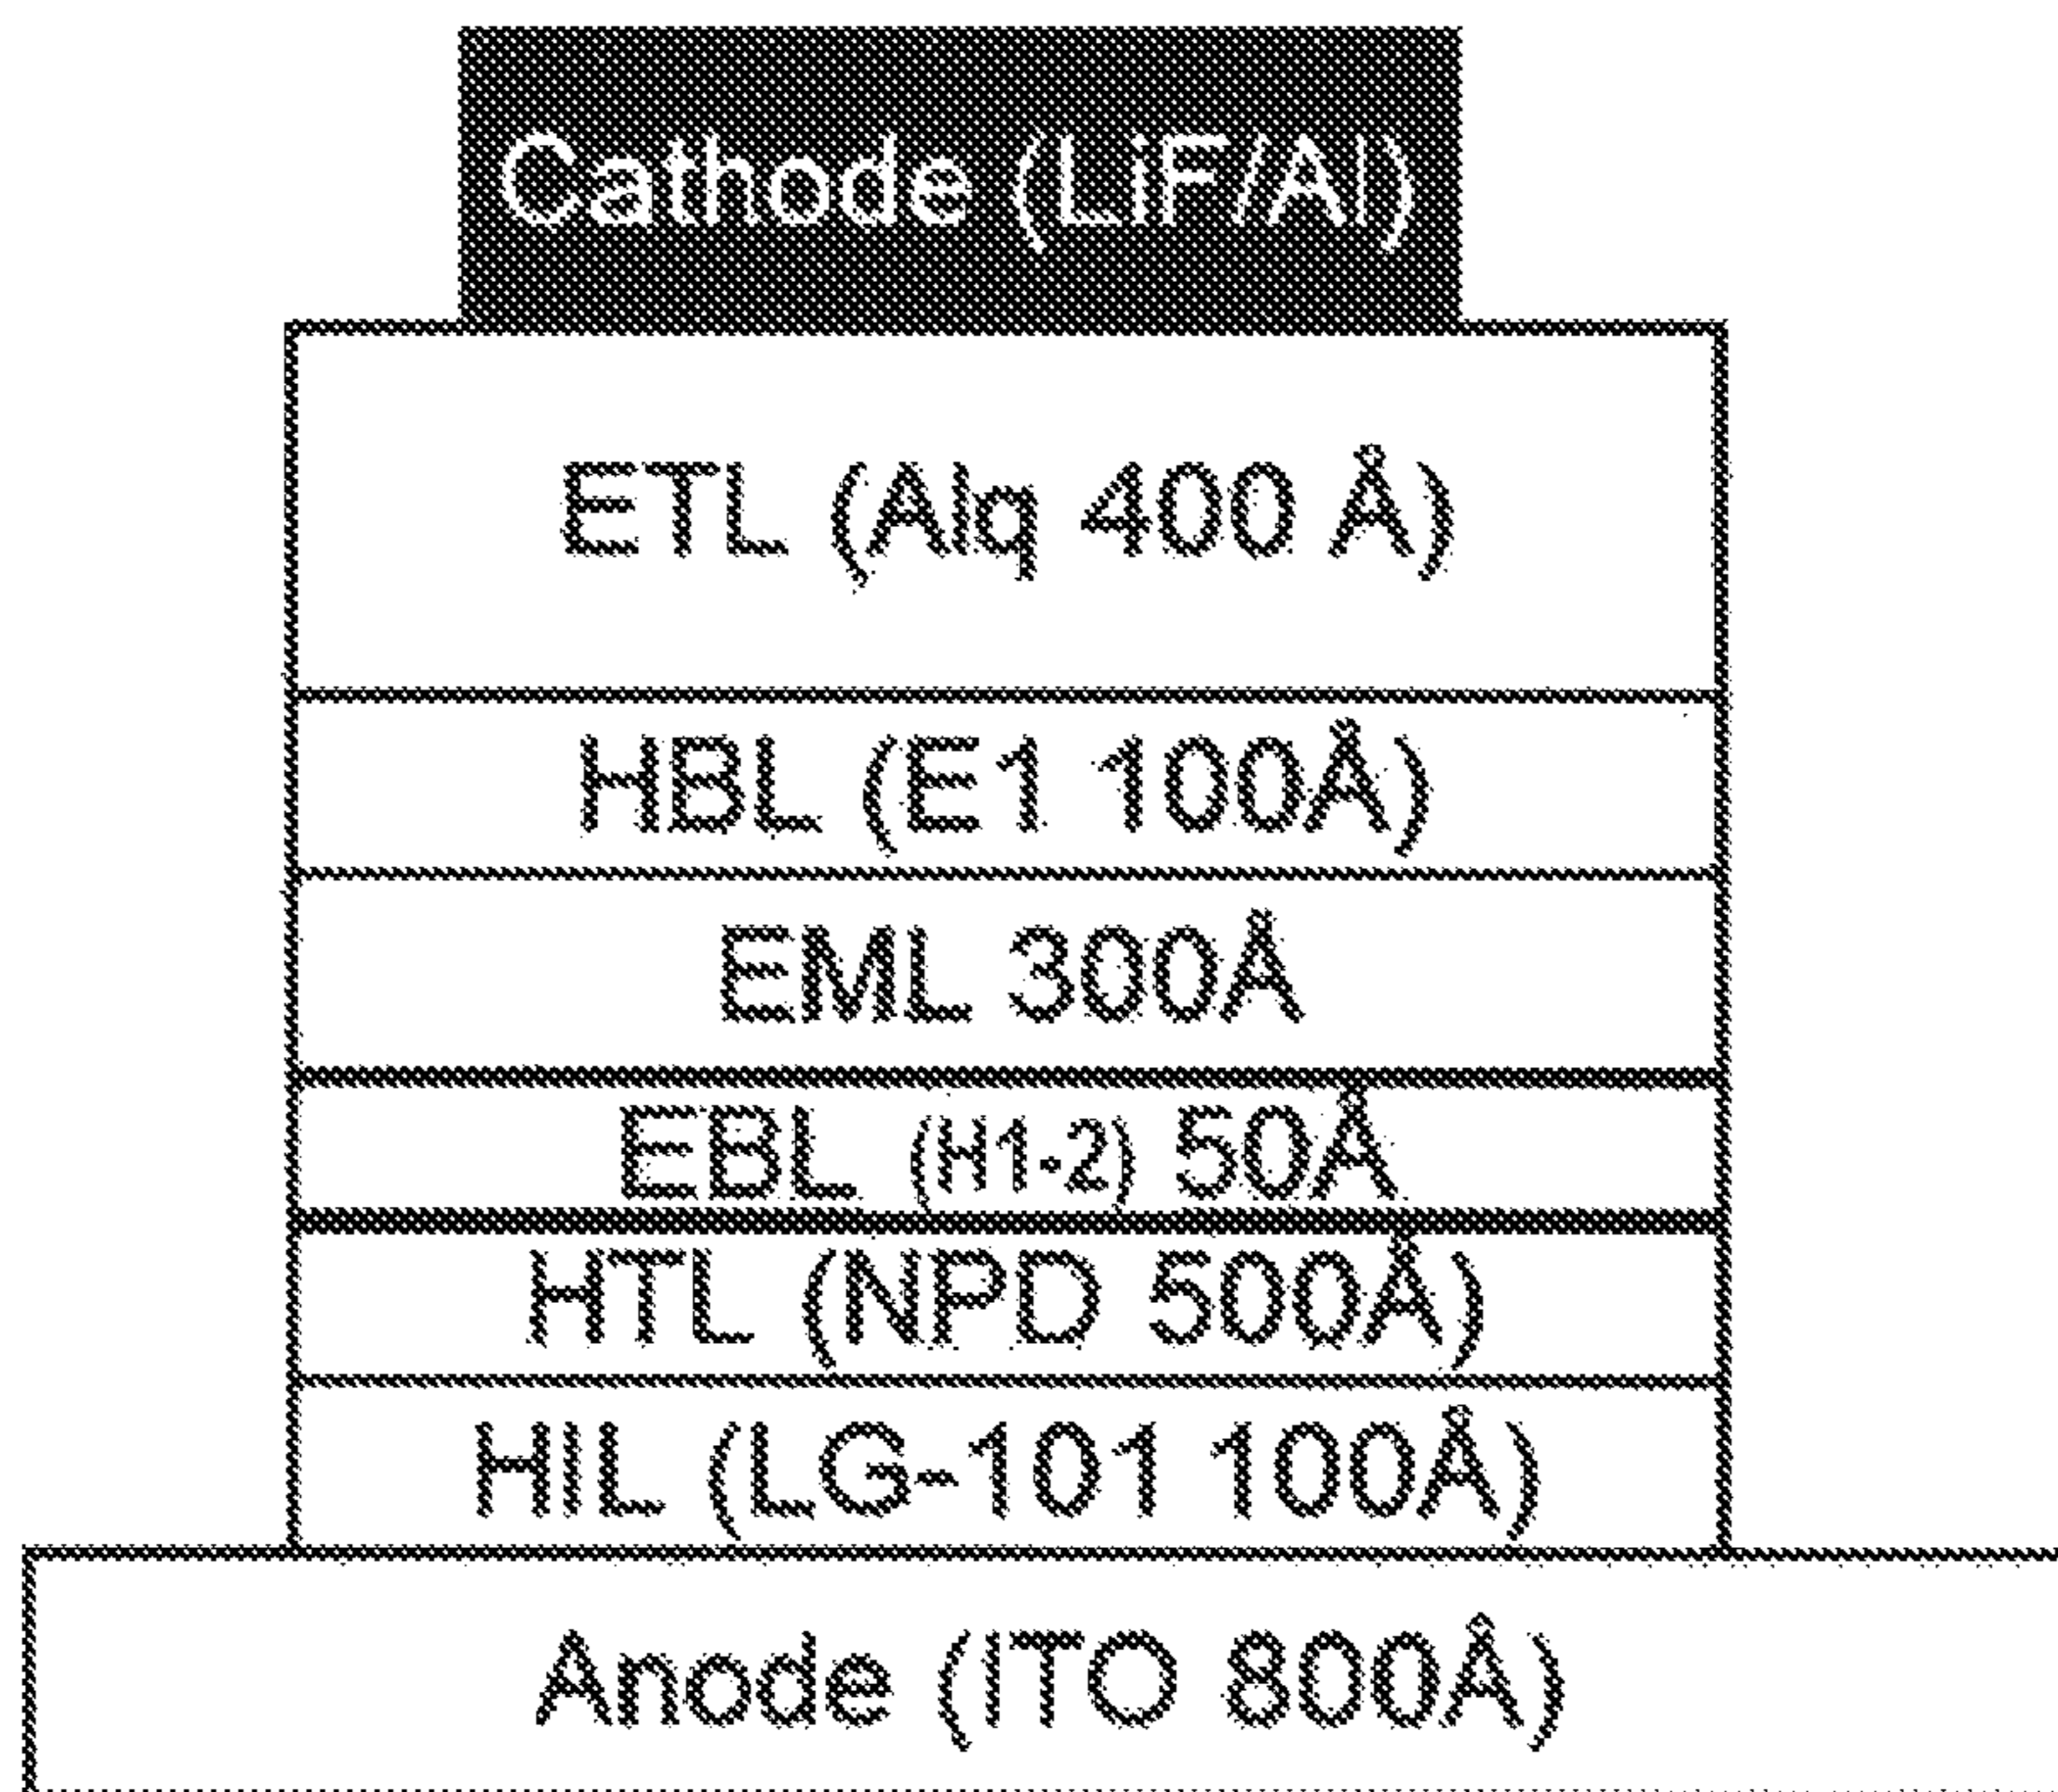 Cathode (LiF/Al)
ETL (Alq 400 Å)
HBL (E1 100Å)
EML 300Å
EBL (H1-2) 50Å
HTL (NPD 500Å)
HIL (LG-101 100Å)
Anode (ITO 800Å)